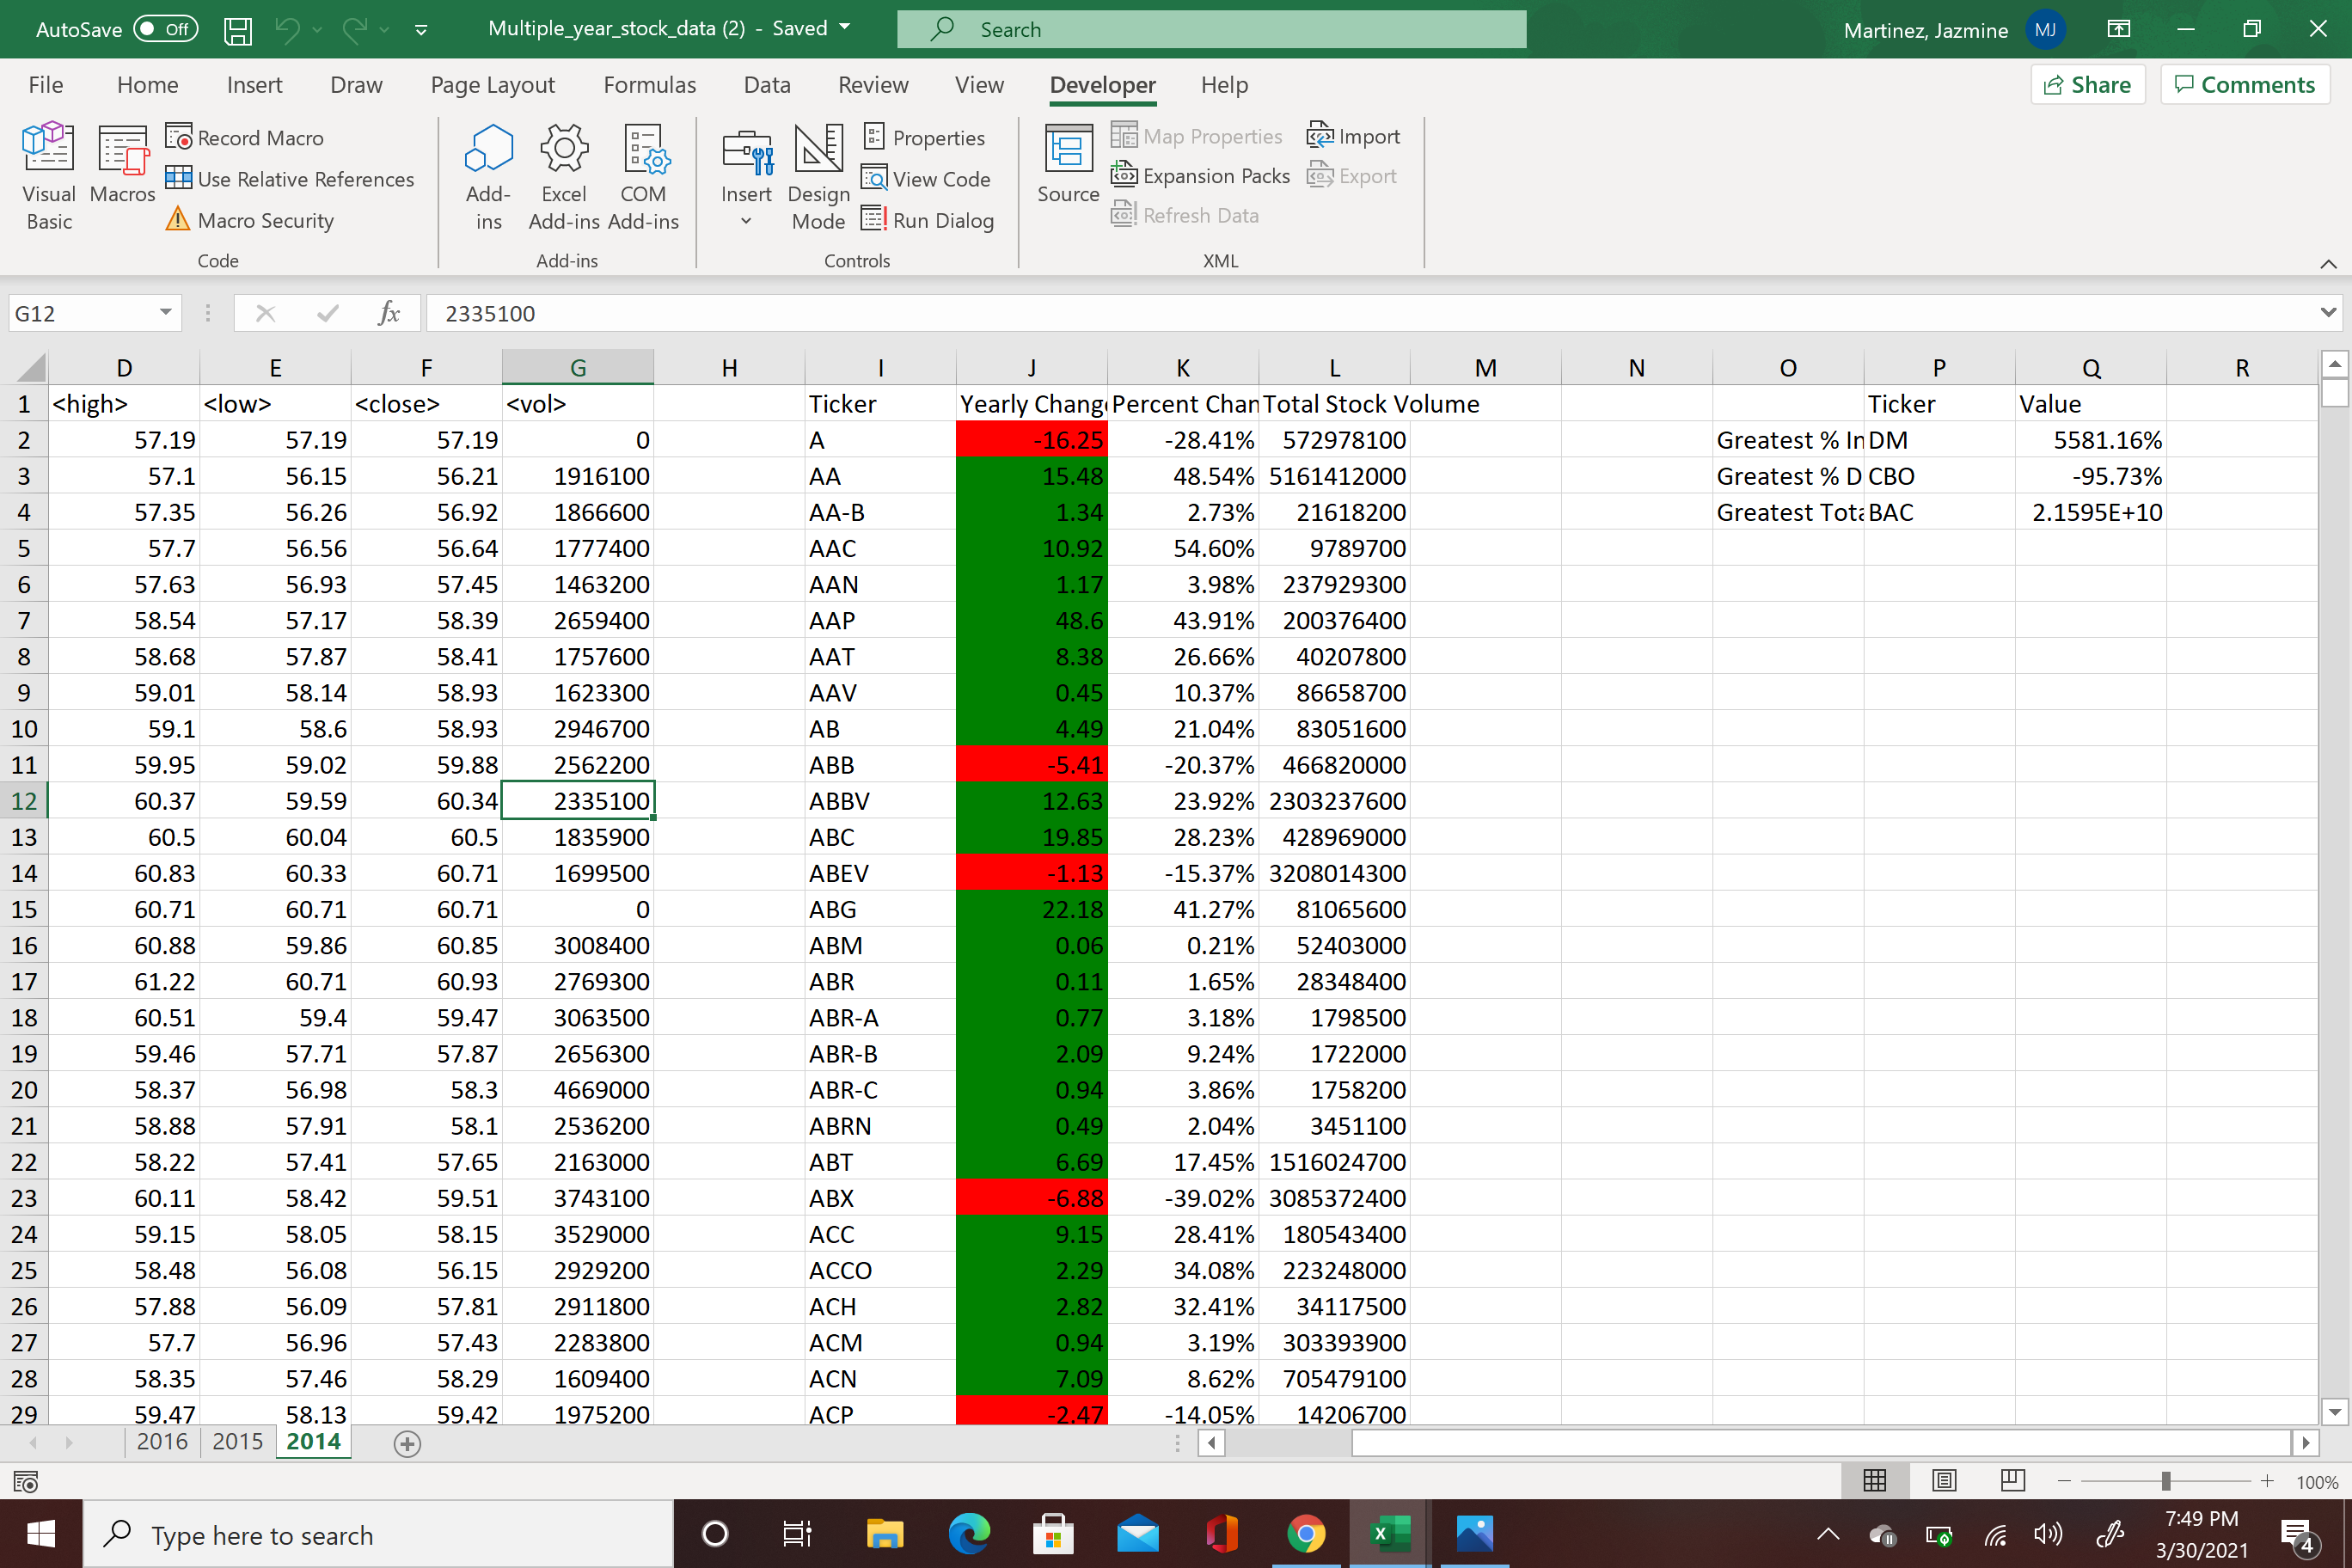 AutoSave Off Multiple_year_stock_data (2) - Saved Search Martinez, Jazmine MJ
File Home Insert Draw Page Layout Formulas Data Review View Developer Help Share Comments
Visual Basic
Macros
Record Macro
Use Relative References
Macro Security
Code
Add-ins
Excel Add-ins
COM Add-ins
Add-ins
Insert
Design Mode
Properties
View Code
Run Dialog
Controls
Source
Map Properties
Expansion Packs
Refresh Data
Import
Export
XML
G12 fx 2335100
D E F G H I J K L M N O P Q R
1 <high> <low> <close> <vol> Ticker Yearly Chang Percent Chan Total Stock Volume Ticker Value
2 57.19 57.19 57.19 0 A -16.25 -28.41% 572978100 Greatest % In DM 5581.16%
3 57.1 56.15 56.21 1916100 AA 15.48 48.54% 5161412000 Greatest % D CBO -95.73%
4 57.35 56.26 56.92 1866600 AA-B 1.34 2.73% 21618200 Greatest Tota BAC 2.1595E+10
5 57.7 56.56 56.64 1777400 AAC 10.92 54.60% 9789700
6 57.63 56.93 57.45 1463200 AAN 1.17 3.98% 237929300
7 58.54 57.17 58.39 2659400 AAP 48.6 43.91% 200376400
8 58.68 57.87 58.41 1757600 AAT 8.38 26.66% 40207800
9 59.01 58.14 58.93 1623300 AAV 0.45 10.37% 86658700
10 59.1 58.6 58.93 2946700 AB 4.49 21.04% 83051600
11 59.95 59.02 59.88 2562200 ABB -5.41 -20.37% 466820000
12 60.37 59.59 60.34 2335100 ABBV 12.63 23.92% 2303237600
13 60.5 60.04 60.5 1835900 ABC 19.85 28.23% 428969000
14 60.83 60.33 60.71 1699500 ABEV -1.13 -15.37% 3208014300
15 60.71 60.71 60.71 0 ABG 22.18 41.27% 81065600
16 60.88 59.86 60.85 3008400 ABM 0.06 0.21% 52403000
17 61.22 60.71 60.93 2769300 ABR 0.11 1.65% 28348400
18 60.51 59.4 59.47 3063500 ABR-A 0.77 3.18% 1798500
19 59.46 57.71 57.87 2656300 ABR-B 2.09 9.24% 1722000
20 58.37 56.98 58.3 4669000 ABR-C 0.94 3.86% 1758200
21 58.88 57.91 58.1 2536200 ABRN 0.49 2.04% 3451100
22 58.22 57.41 57.65 2163000 ABT 6.69 17.45% 1516024700
23 60.11 58.42 59.51 3743100 ABX -6.88 -39.02% 3085372400
24 59.15 58.05 58.15 3529000 ACC 9.15 28.41% 180543400
25 58.48 56.08 56.15 2929200 ACCO 2.29 34.08% 223248000
26 57.88 56.09 57.81 2911800 ACH 2.82 32.41% 34117500
27 57.7 56.96 57.43 2283800 ACM 0.94 3.19% 303393900
28 58.35 57.46 58.29 1609400 ACN 7.09 8.62% 705479100
29 59.47 58.13 59.42 1975200 ACP -2.47 -14.05% 14206700
2016 2015 2014
100%
Type here to search
7:49 PM
3/30/2021
4